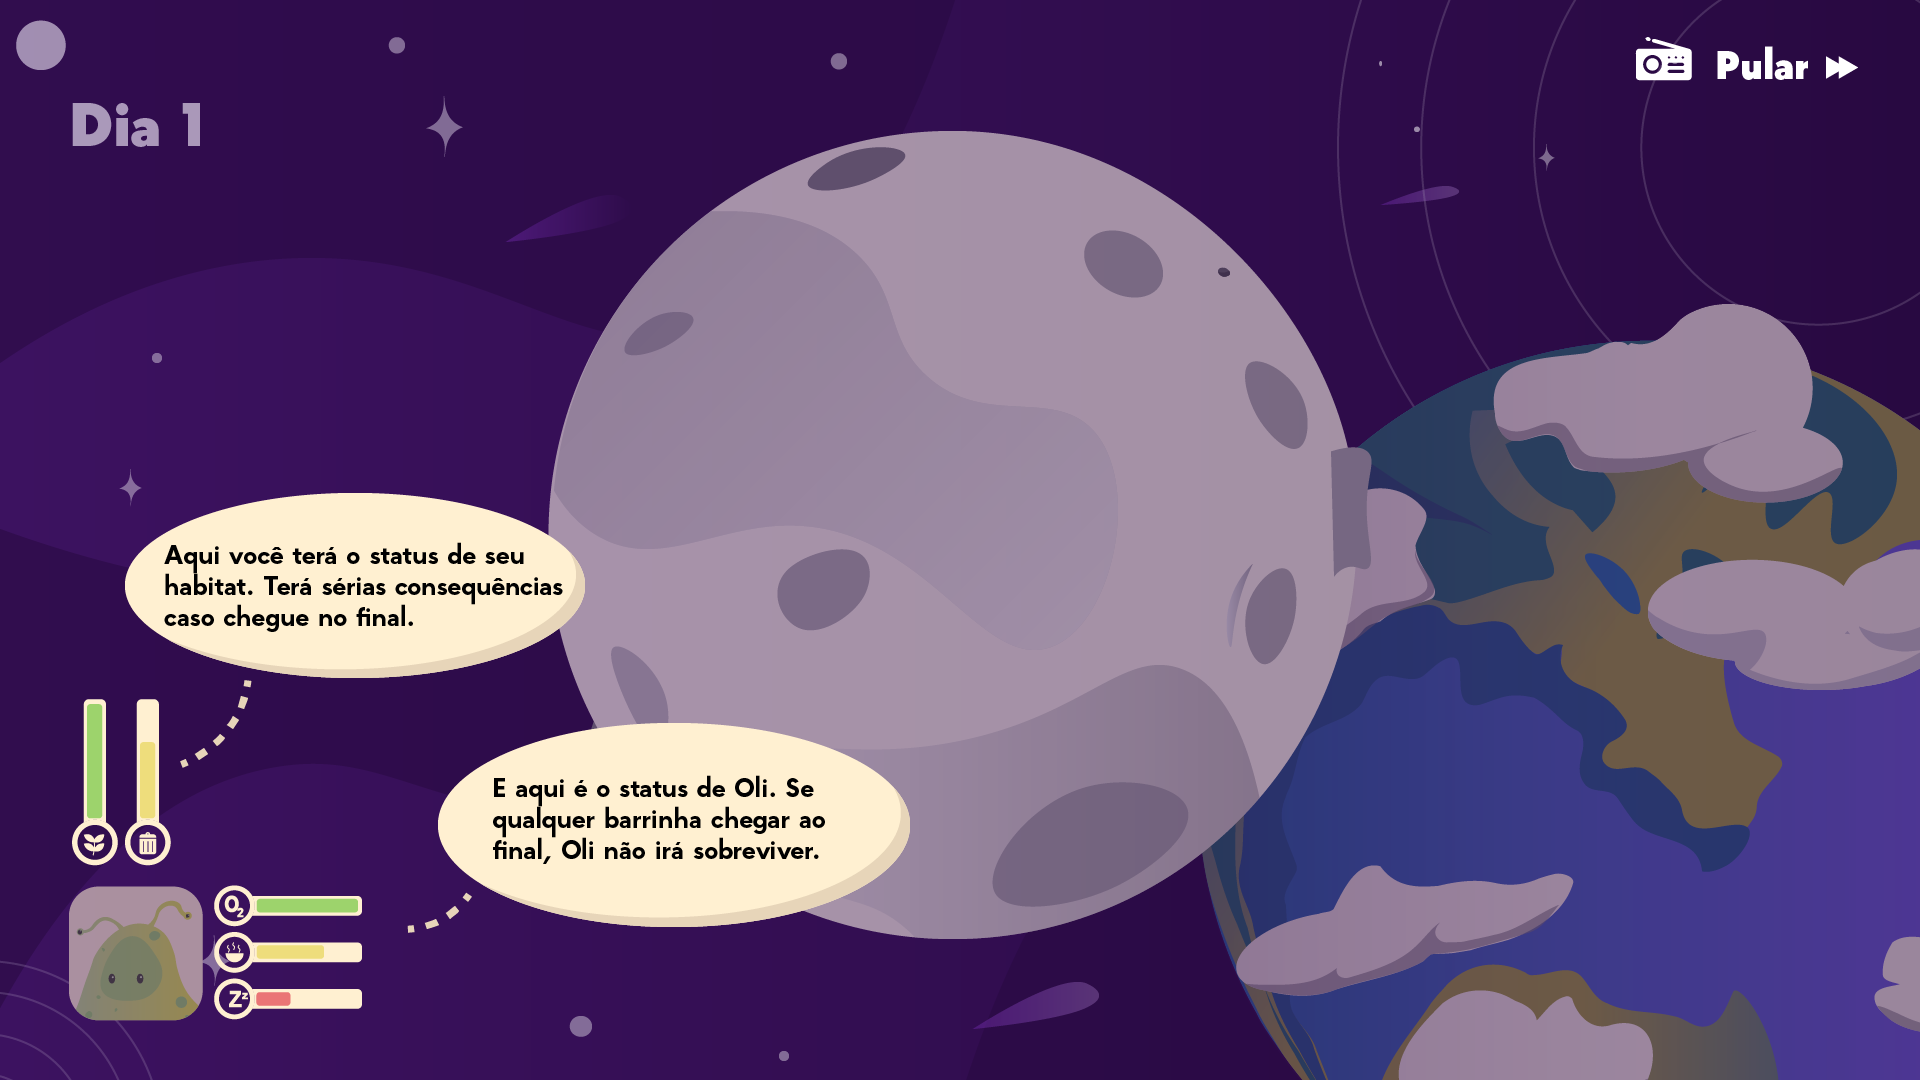 Pular
Dia 1
Aqui você terá o status de seu
habitat. Terá sérias consequências
caso chegue no final.
E aqui é o status de Oli. Se
qualquer barrinha chegar ao
final, Oli não irá sobreviver.
O2
Zz